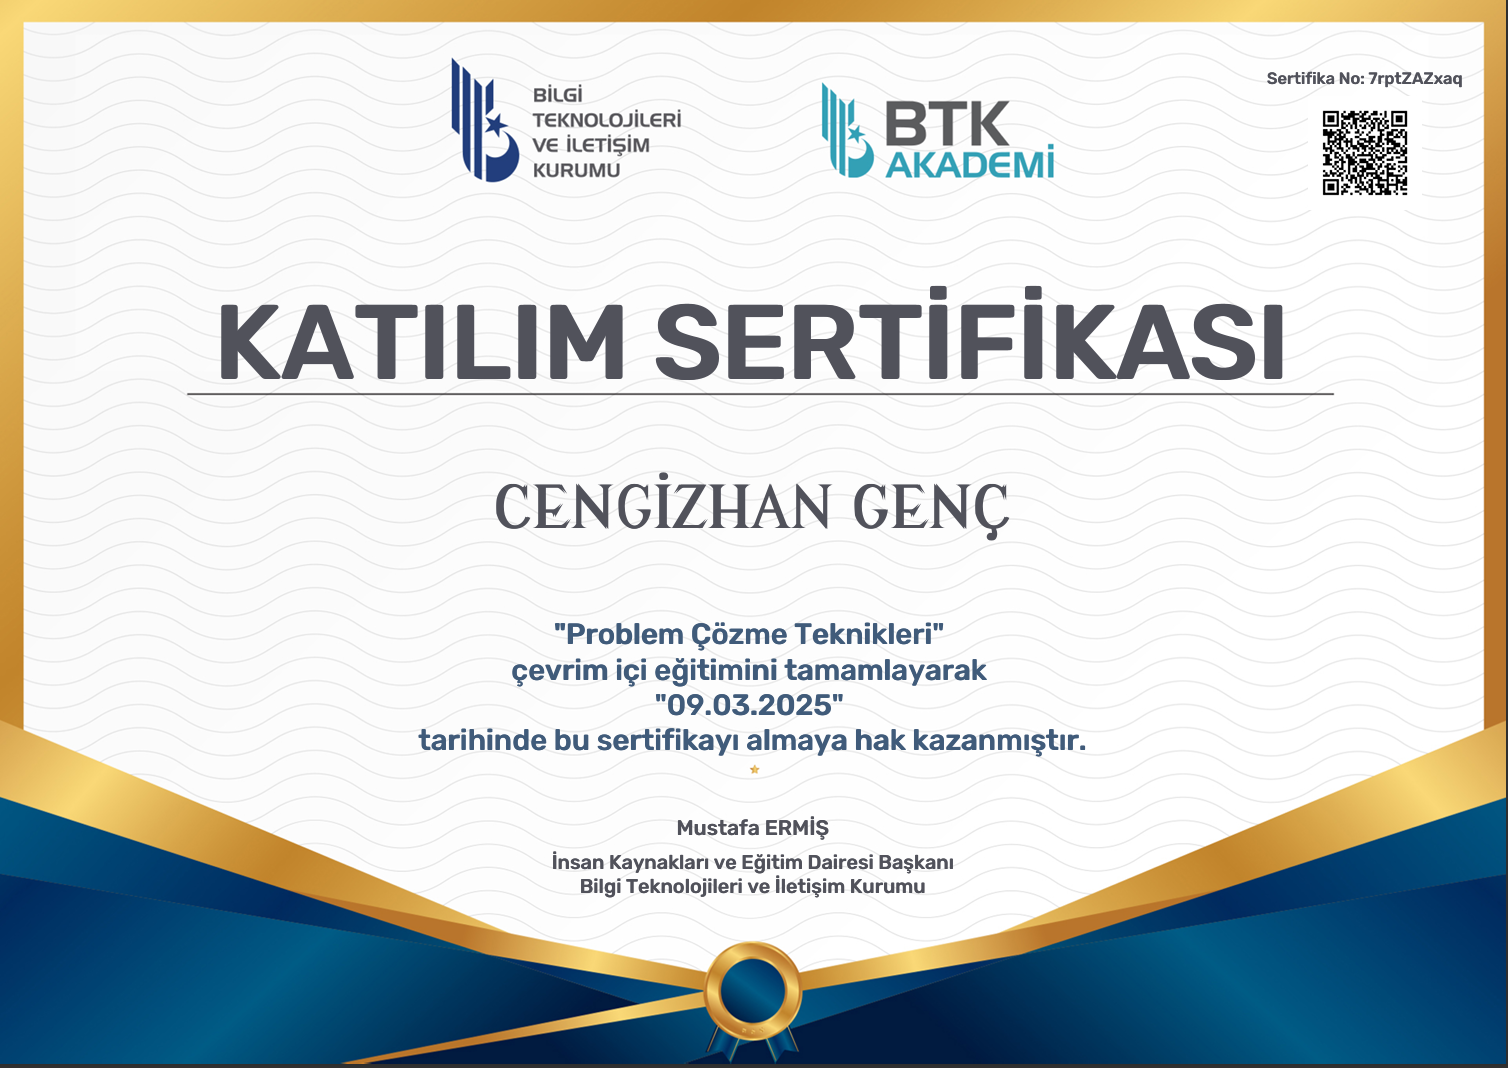 BİLGİ
TEKNOLOJİLERİ
VE İLETİŞİM
KURUMU
BTK
AKADEMİ
Sertifika No: 7rptZAZxaq
KATILIM SERTİFİKASI
CENGİZHAN GENÇ
"Problem Çözme Teknikleri"
çevrim içi eğitimini tamamlayarak
"09.03.2025"
tarihinde bu sertifikayı almaya hak kazanmıştır.
Mustafa ERMİŞ
İnsan Kaynakları ve Eğitim Dairesi Başkanı
Bilgi Teknolojileri ve İletişim Kurumu